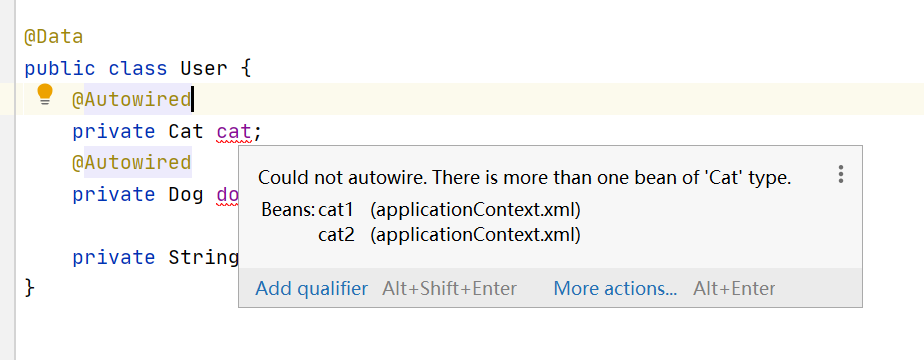 @Data
public class User {
@Autowired
private Cat cat;
@Autowired
private Dog do
private String
}
Could not autowire. There is more than one bean of 'Cat' type.
Beans: cat1 (applicationContext.xml)
cat2 (applicationContext.xml)
Add qualifier Alt+Shift+Enter More actions... Alt+Enter